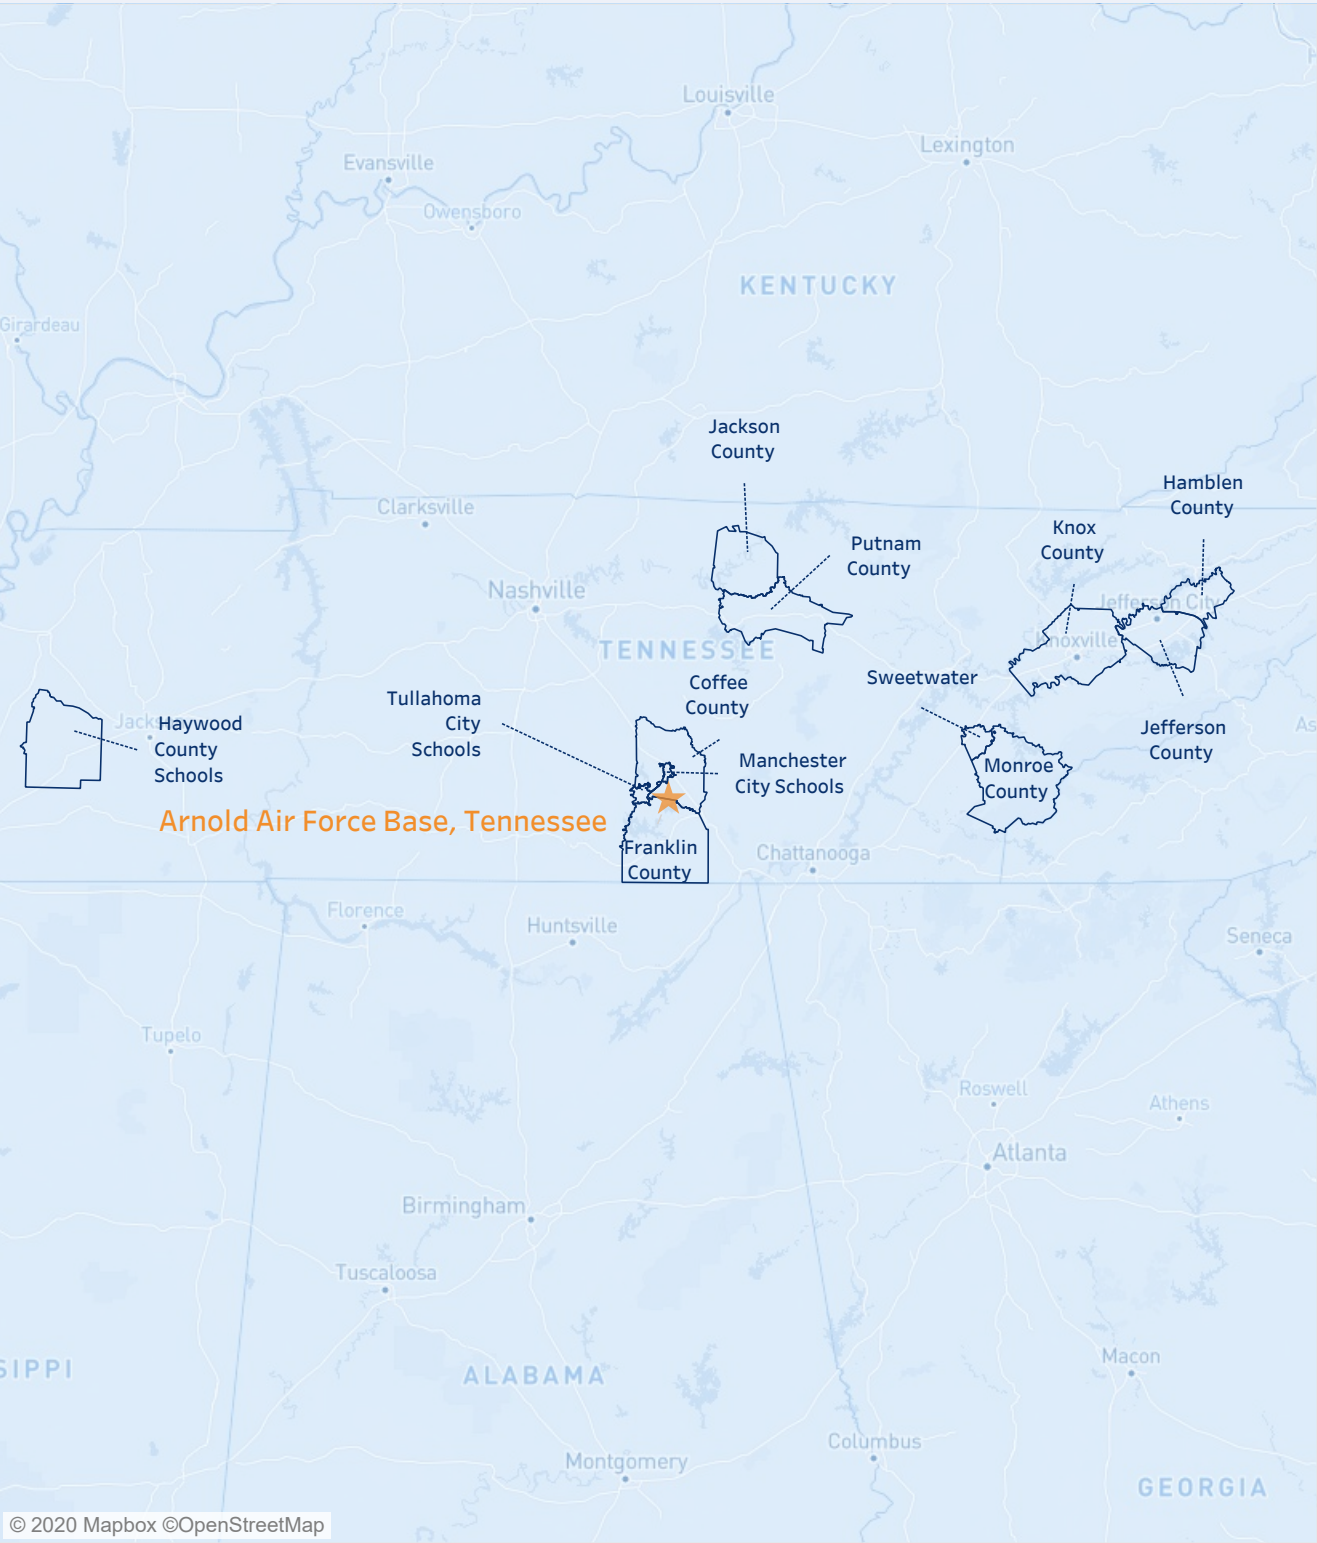 Louisville
Lexington
Evansville
Owensboro
KENTUCKY
Girardeau
Jackson
County
Hamblen
County
Clarksville
Knox
County
Putnam
County
Nashville
Jefferson City
TENNESSEE
Knoxville
Sweetwater
Coffee
County
Tullahoma
City
Schools
Haywood
County
Schools
Jefferson
County
Manchester
City Schools
Monroe
County
Arnold Air Force Base, Tennessee
Franklin
County
Chattanooga
Florence
Huntsville
Seneca
Tupelo
Roswell
Athens
Atlanta
Birmingham
Tuscaloosa
Macon
SIPPI
ALABAMA
Columbus
Montgomery
GEORGIA
© 2020 Mapbox ©OpenStreetMap